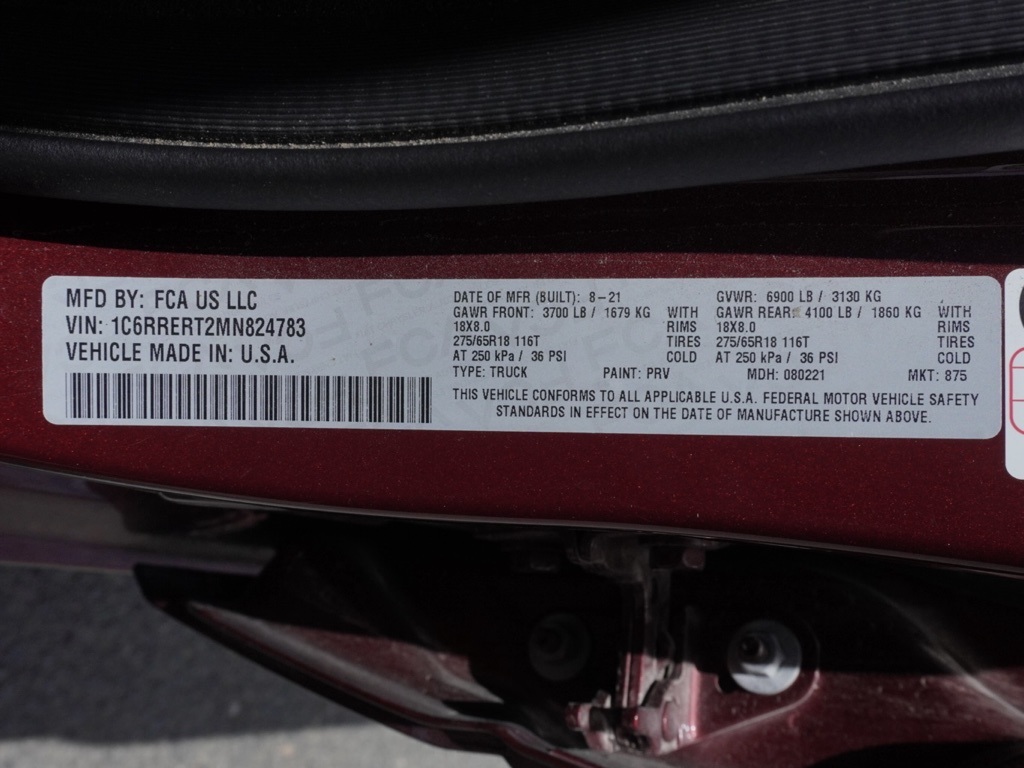 MFD BY: FCA US LLC
VIN: 1C6RRERT2MN824783
VEHICLE MADE IN: U.S.A.
DATE OF MFR (BUILT): 8-21
GAWR FRONT: 3700 LB / 1679 KG WITH
18X8.0 RIMS
275/65R18 116T TIRES
AT 250 kPa / 36 PSI COLD
TYPE: TRUCK PAINT: PRV
GVWR: 6900 LB / 3130 KG
GAWR REAR: 4100 LB / 1860 KG WITH
18X8.0 RIMS
275/65R18 116T TIRES
AT 250 kPa / 36 PSI COLD
MDH: 080221 MKT: 875
THIS VEHICLE CONFORMS TO ALL APPLICABLE U.S.A. FEDERAL MOTOR VEHICLE SAFETY
STANDARDS IN EFFECT ON THE DATE OF MANUFACTURE SHOWN ABOVE.